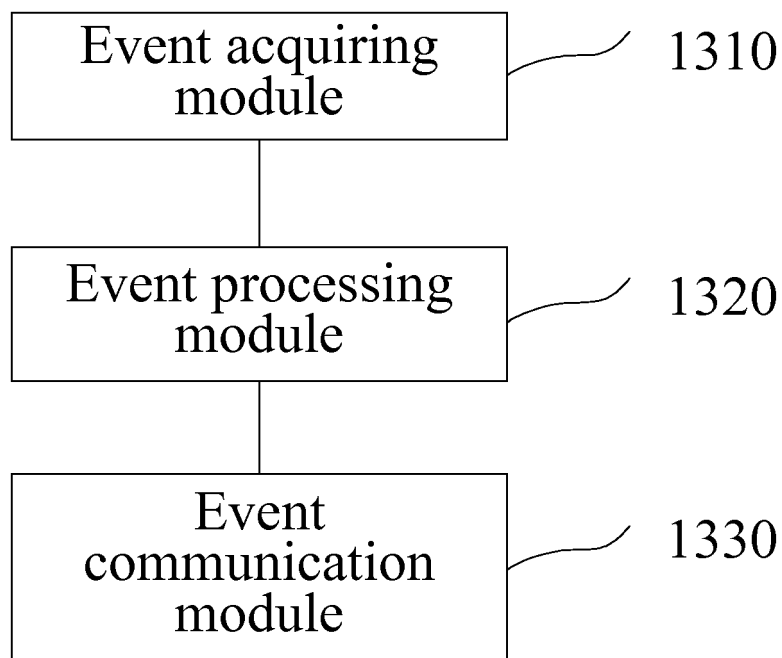 Event acquiring
module
1310
Event processing
module
1320
Event
communication
module
1330